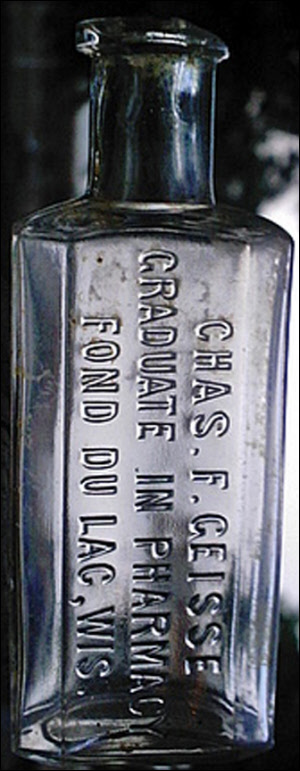 CHAS. F. GEISSE
GRADUATE IN PHARMACY
FOND DU LAC, WIS.